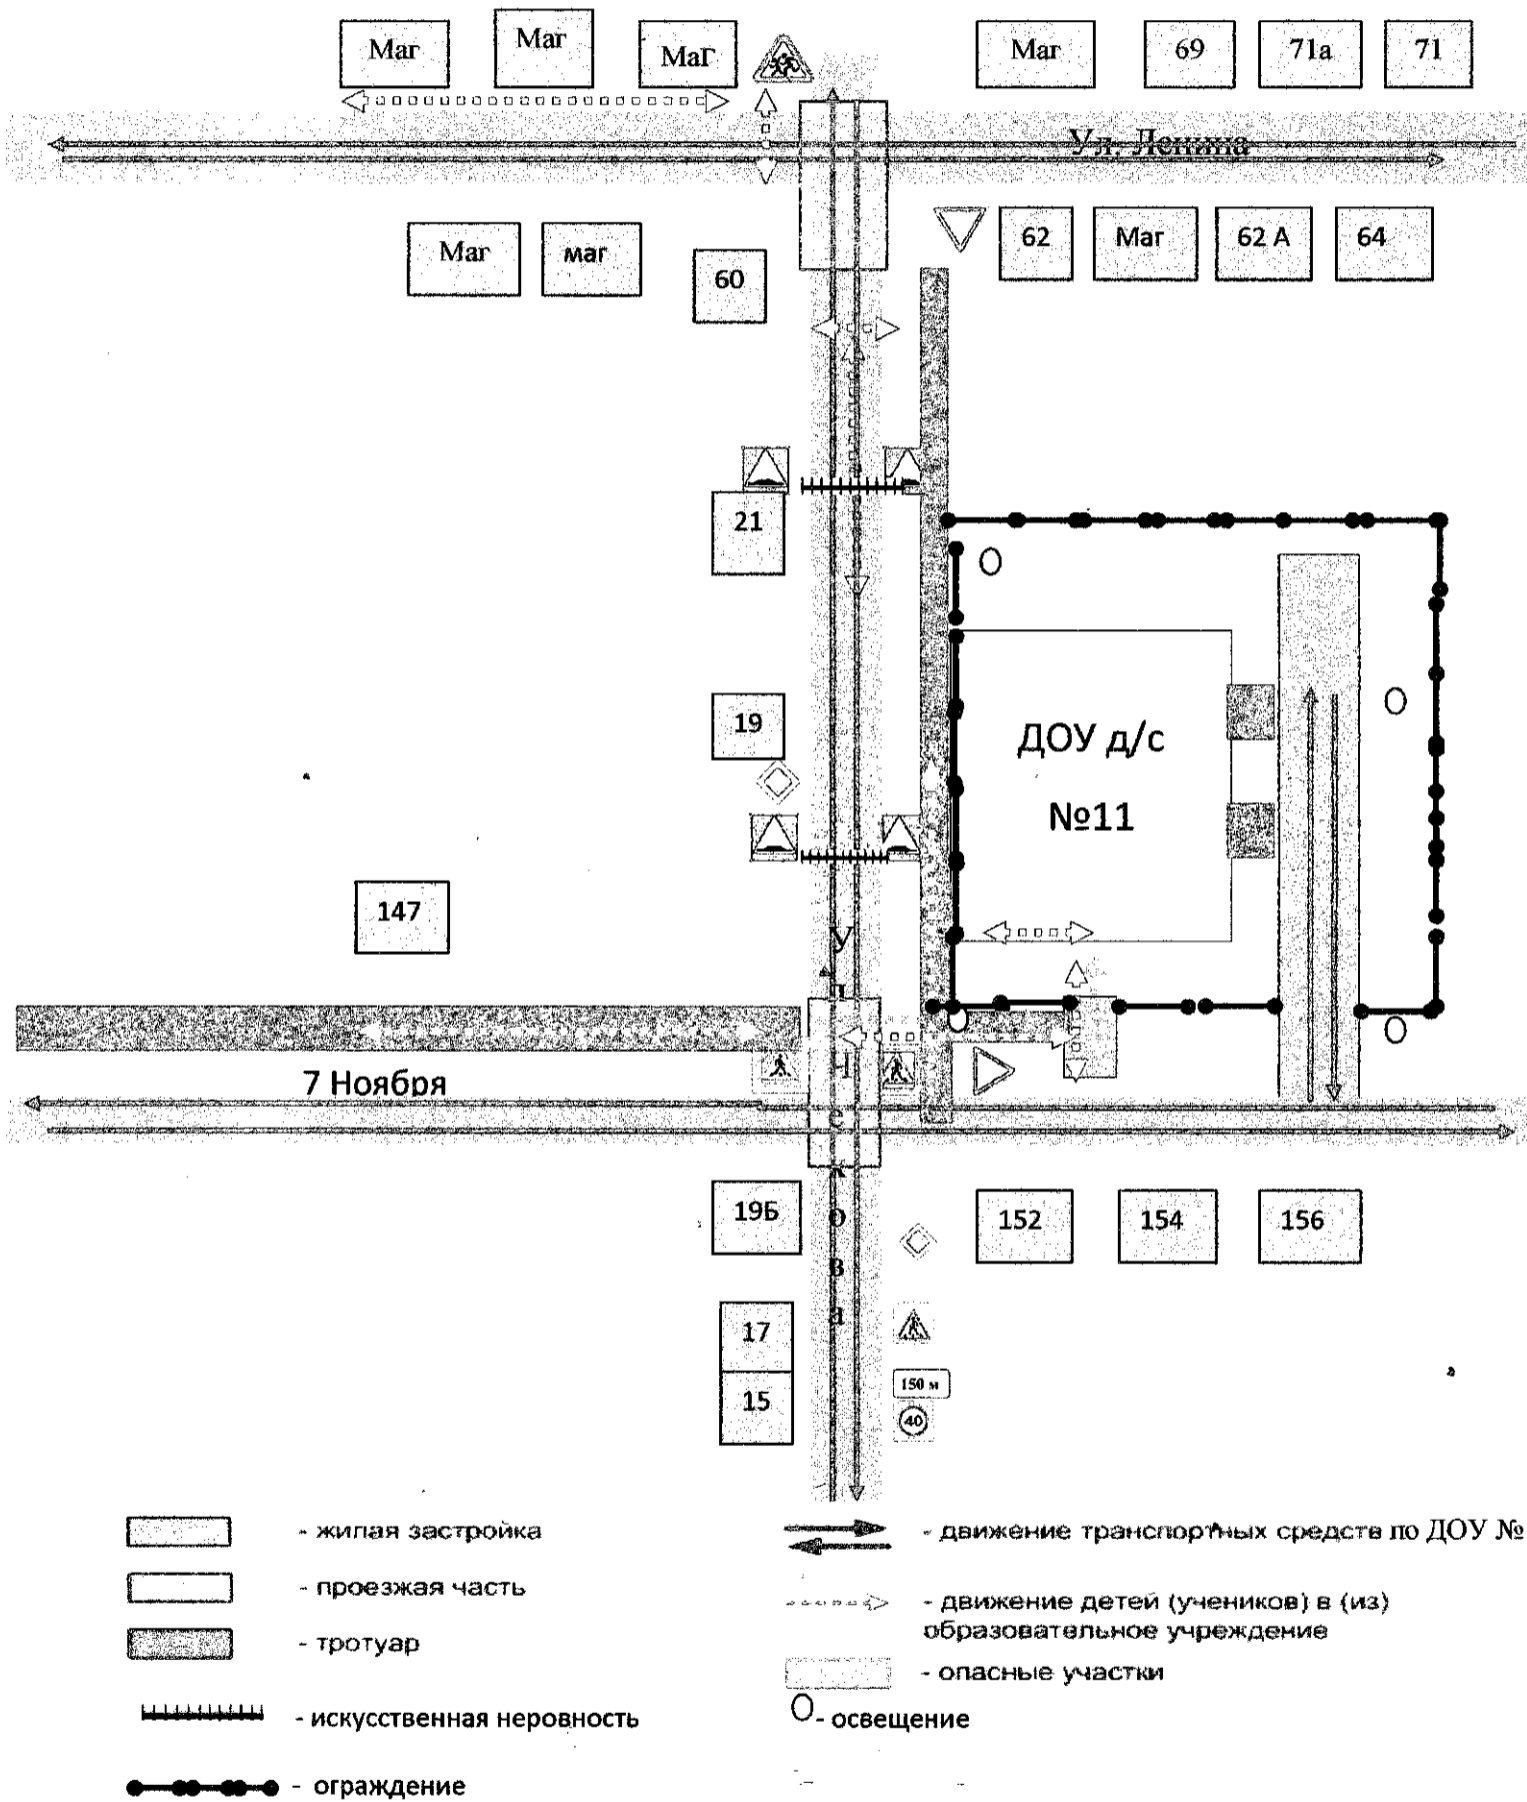 Маг
Маг
МаГ
Маг
69
71а
71
Ул. Ленина
Маг
маг
60
62
Маг
62 А
64
21
19
ДОУ д/с
№11
147
У
л
Ч
е
к
о
в
а
7 Ноября
19Б
152
154
156
17
15
150 м
40
- жилая застройка
- проезжая часть
- тротуар
- искусственная неровность
- ограждение
- движение транспортных средств по ДОУ №
- движение детей (учеников) в (из)
образовательное учреждение
- опасные участки
- освещение